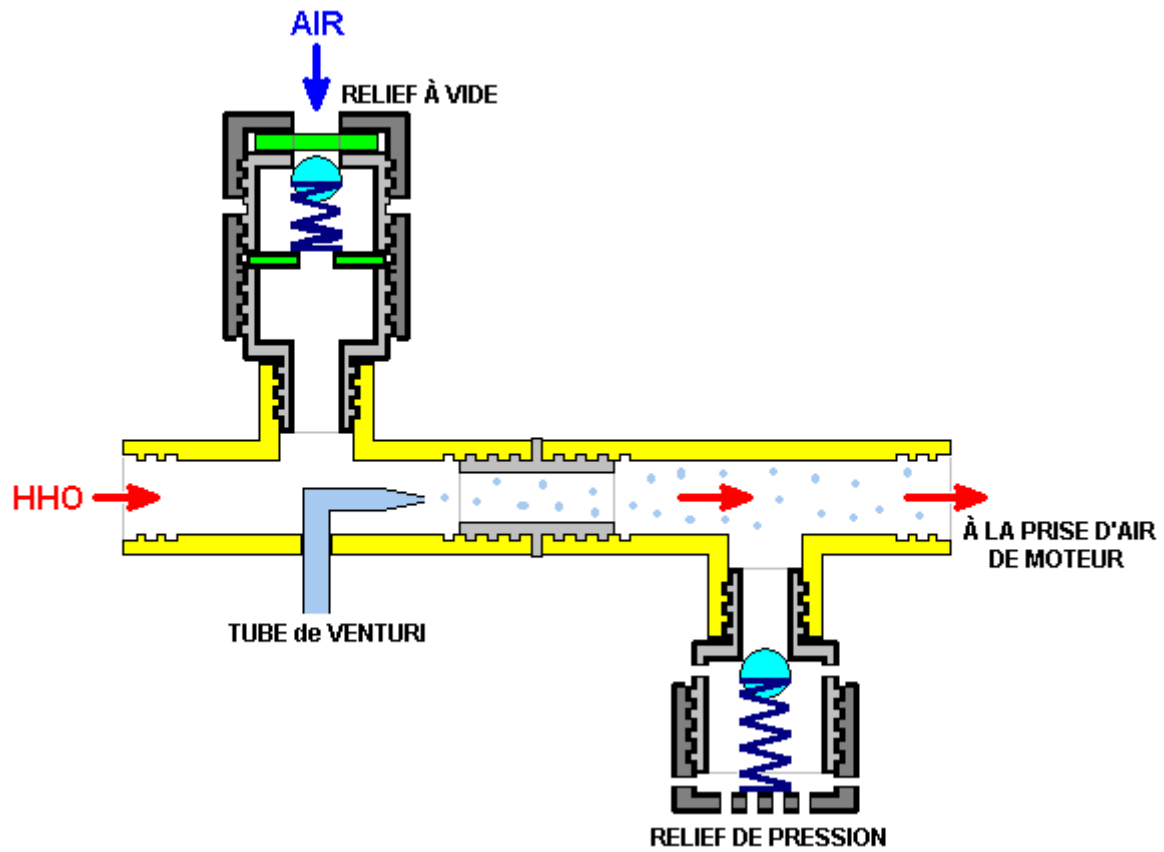 AIR
RELIEF À VIDE
HHO
À LA PRISE D'AIR
DE MOTEUR
TUBE de VENTURI
RELIEF DE PRESSION